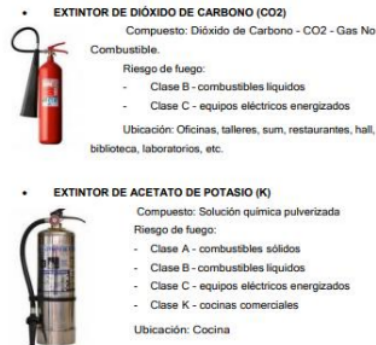 • EXTINTOR DE DIÓXIDO DE CARBONO (CO2)
Compuesto: Dióxido de Carbono - CO2 - Gas No
Combustible.
Riesgo de fuego:
- Clase B - combustibles líquidos
- Clase C - equipos eléctricos energizados
Ubicación: Oficinas, talleres, sum, restaurantes, hall,
biblioteca, laboratorios, etc.
• EXTINTOR DE ACETATO DE POTASIO (K)
Compuesto: Solución química pulverizada
Riesgo de fuego:
- Clase A - combustibles sólidos
- Clase B - combustibles líquidos
- Clase C - equipos eléctricos energizados
- Clase K - cocinas comerciales
Ubicación: Cocina